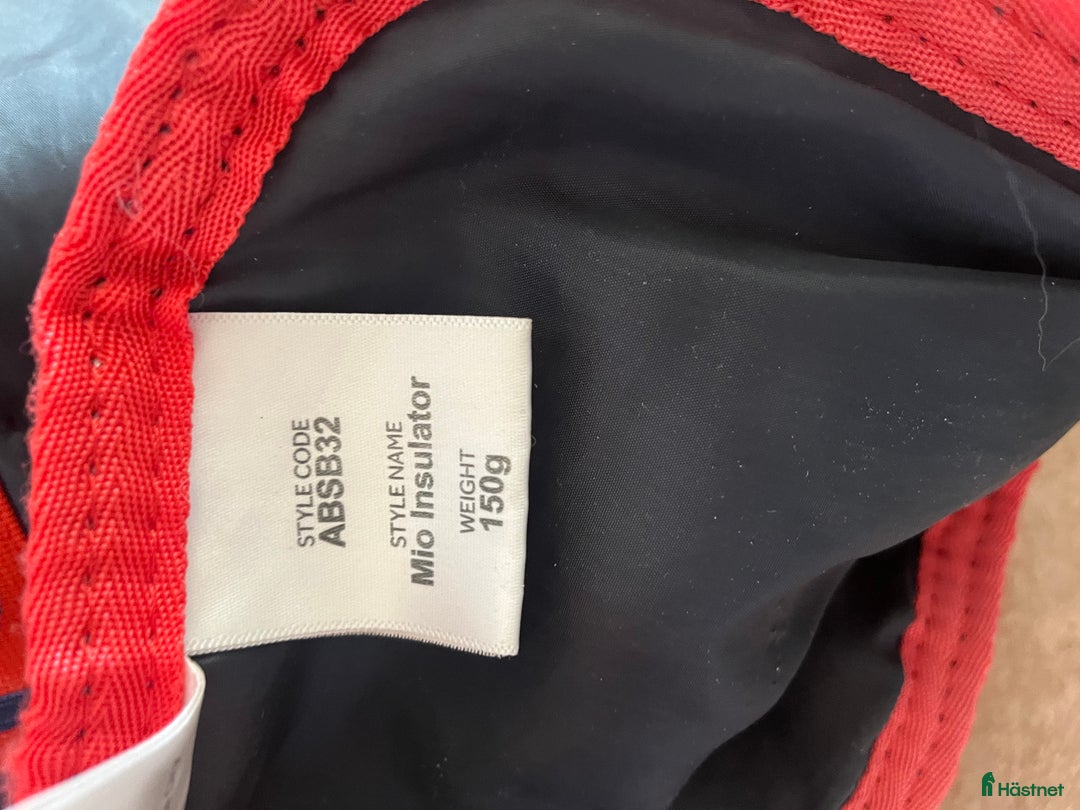 STYLE CODE
ABSB32
STYLE NAME
Mio Insulator
WEIGHT
150g
Hästnet